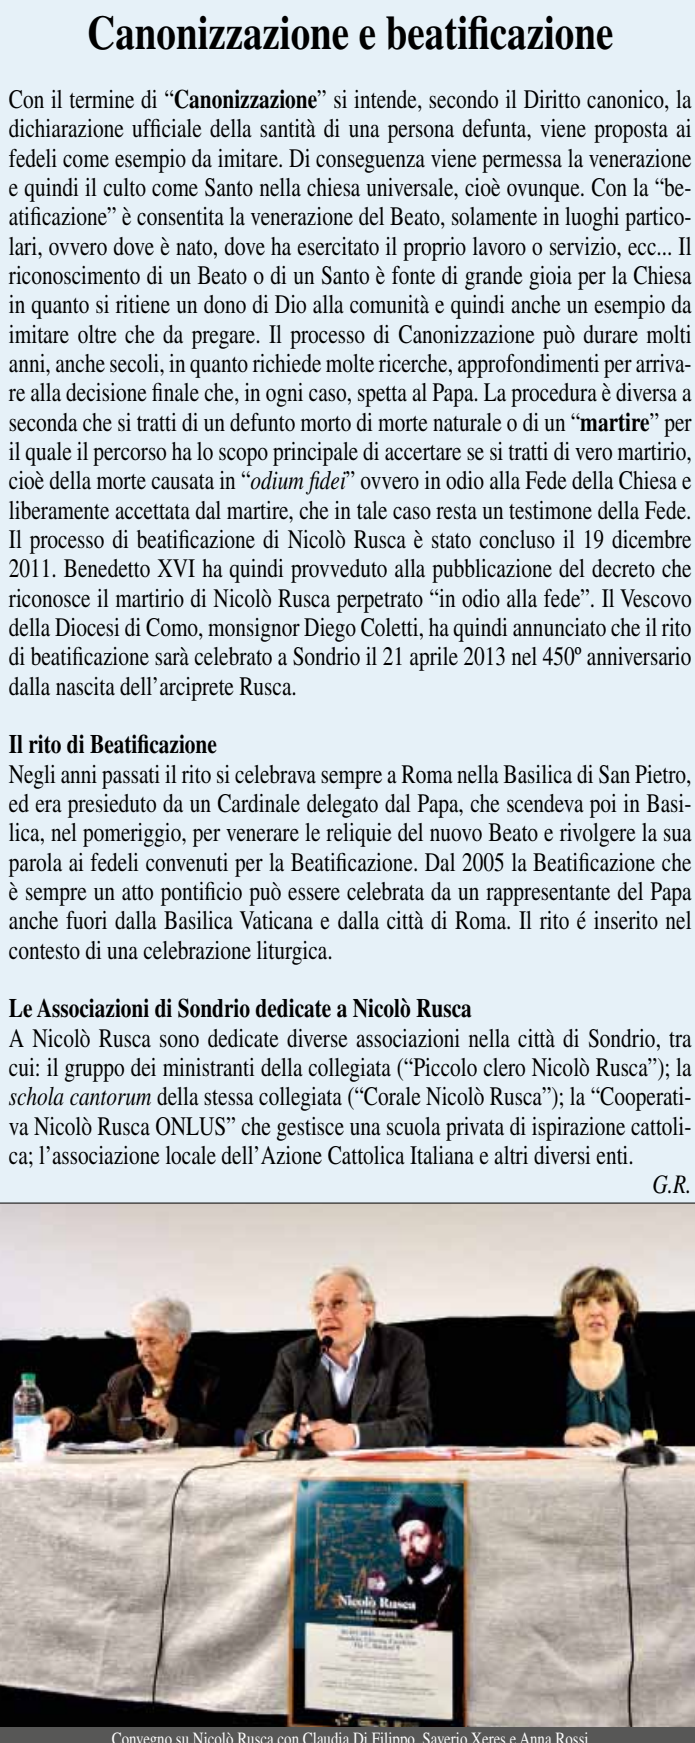 Canonizzazione e beatificazione
Con il termine di “Canonizzazione” si intende, secondo il Diritto canonico, la
dichiarazione ufficiale della santità di una persona defunta, viene proposta ai
fedeli come esempio da imitare. Di conseguenza viene permessa la venerazione
e quindi il culto come Santo nella chiesa universale, cioè ovunque. Con la “be-
atificazione” è consentita la venerazione del Beato, solamente in luoghi partico-
lari, ovvero dove è nato, dove ha esercitato il proprio lavoro o servizio, ecc... Il
riconoscimento di un Beato o di un Santo è fonte di grande gioia per la Chiesa
in quanto si ritiene un dono di Dio alla comunità e quindi anche un esempio da
imitare oltre che da pregare. Il processo di Canonizzazione può durare molti
anni, anche secoli, in quanto richiede molte ricerche, approfondimenti per arriva-
re alla decisione finale che, in ogni caso, spetta al Papa. La procedura è diversa a
seconda che si tratti di un defunto morto di morte naturale o di un “martire” per
il quale il percorso ha lo scopo principale di accertare se si tratti di vero martirio,
cioè della morte causata in “odium fidei” ovvero in odio alla Fede della Chiesa e
liberamente accettata dal martire, che in tale caso resta un testimone della Fede.
Il processo di beatificazione di Nicolò Rusca è stato concluso il 19 dicembre
2011. Benedetto XVI ha quindi provveduto alla pubblicazione del decreto che
riconosce il martirio di Nicolò Rusca perpetrato “in odio alla fede”. Il Vescovo
della Diocesi di Como, monsignor Diego Coletti, ha quindi annunciato che il rito
di beatificazione sarà celebrato a Sondrio il 21 aprile 2013 nel 450º anniversario
dalla nascita dell’arciprete Rusca.
Il rito di Beatificazione
Negli anni passati il rito si celebrava sempre a Roma nella Basilica di San Pietro,
ed era presieduto da un Cardinale delegato dal Papa, che scendeva poi in Basi-
lica, nel pomeriggio, per venerare le reliquie del nuovo Beato e rivolgere la sua
parola ai fedeli convenuti per la Beatificazione. Dal 2005 la Beatificazione che
è sempre un atto pontificio può essere celebrata da un rappresentante del Papa
anche fuori dalla Basilica Vaticana e dalla città di Roma. Il rito é inserito nel
contesto di una celebrazione liturgica.
Le Associazioni di Sondrio dedicate a Nicolò Rusca
A Nicolò Rusca sono dedicate diverse associazioni nella città di Sondrio, tra
cui: il gruppo dei ministranti della collegiata (“Piccolo clero Nicolò Rusca”); la
schola cantorum della stessa collegiata (“Corale Nicolò Rusca”); la “Cooperati-
va Nicolò Rusca ONLUS” che gestisce una scuola privata di ispirazione cattoli-
ca; l’associazione locale dell’Azione Cattolica Italiana e altri diversi enti.
G.R.
Nicolò Rusca
Convegno su Nicolò Rusca con Claudia Di Filippo, Saverio Xeres e Anna Rossi